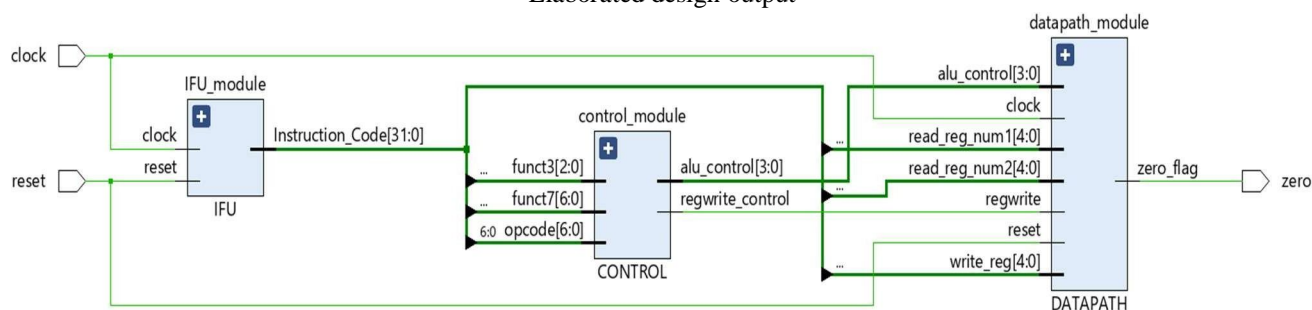 Elaborated design output
clock
reset
IFU_module
clock
reset
Instruction_Code[31:0]
IFU
control_module
... funct3[2:0]
... funct7[6:0]
6:0 opcode[6:0]
alu_control[3:0]
regwrite_control
CONTROL
datapath_module
alu_control[3:0]
clock
... read_reg_num1[4:0]
... read_reg_num2[4:0]
regwrite
reset
... write_reg[4:0]
zero_flag
DATAPATH
zero